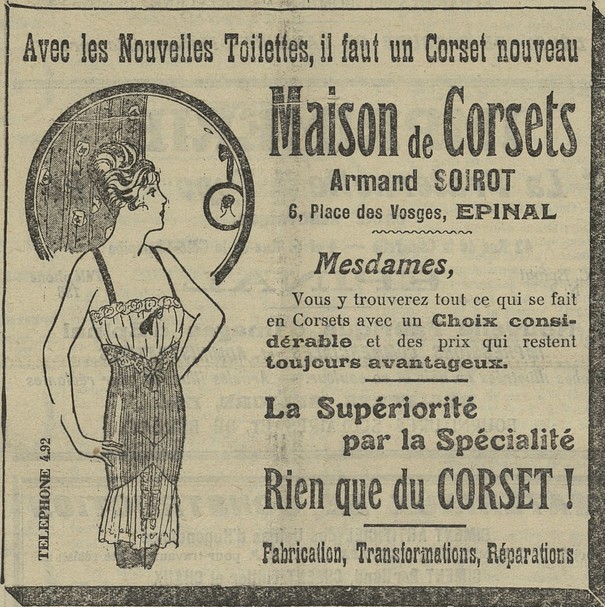 Avec les Nouvelles Toilettes, il faut un Corset nouveau
Maison de Corsets
Armand SOIROT
6, Place des Vosges, EPINAL
Mesdames,
Vous y trouverez tout ce qui se fait
en Corsets avec un Choix consi-
dérable et des prix qui restent
toujours avantageux.
La Supériorité
par la Spécialité
Rien que du CORSET !
Fabrication, Transformations, Réparations
TELEPHONE 4.92